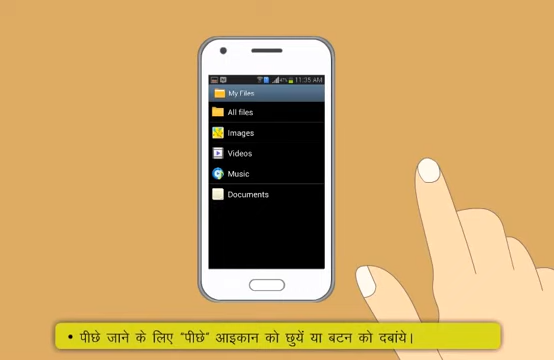 11:35 AM
My Files
All files
Images
Videos
Music
Documents
• पीछे जाने के लिए "पीछे" आइकान को छुयें या बटन को दबांये।